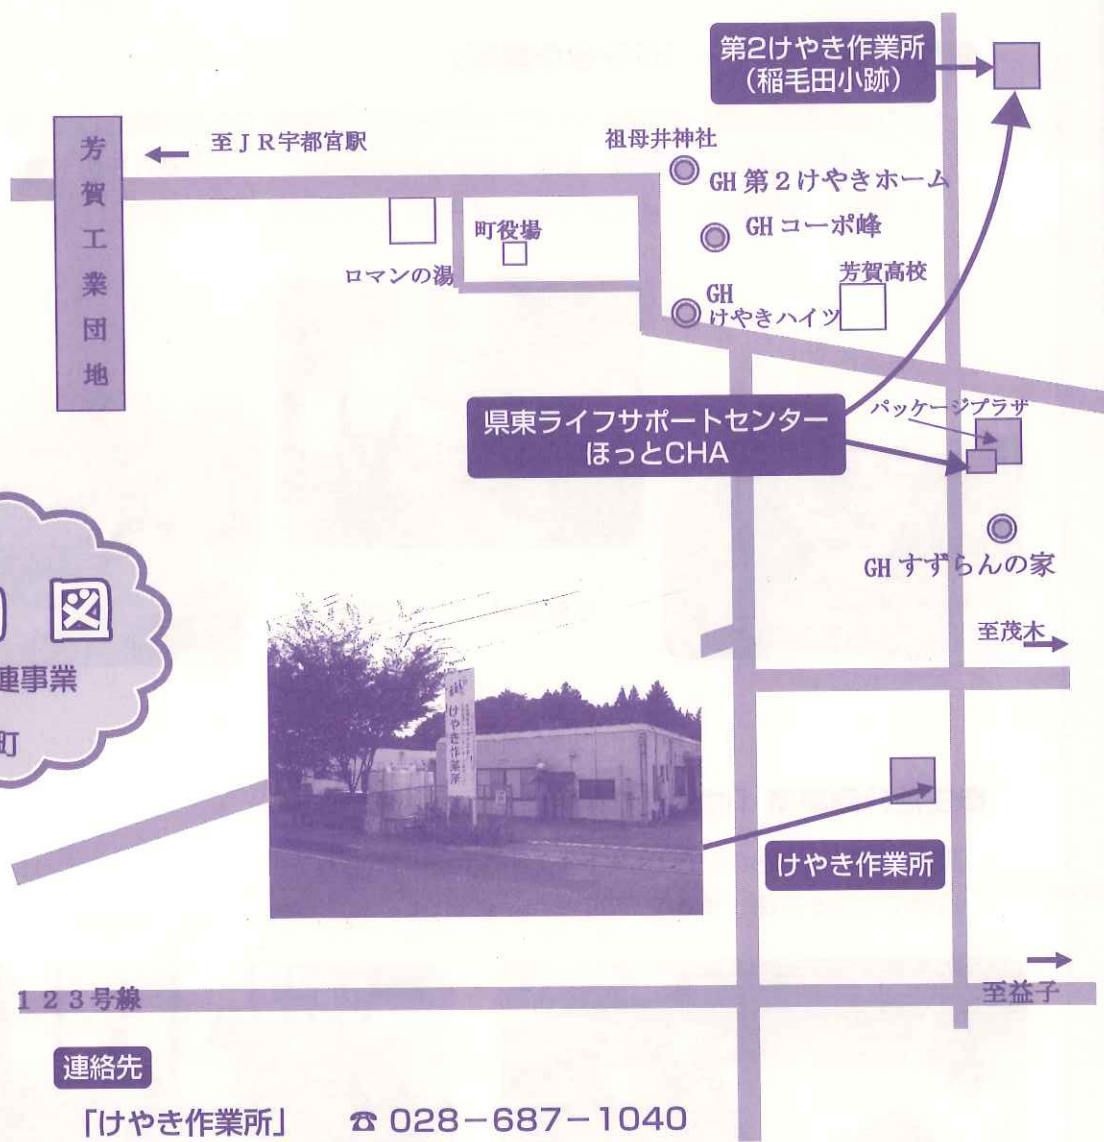 第2けやき作業所
(稲毛田小跡)
芳賀工業団地
至JR宇都宮駅
祖母井神社
GH 第2けやきホーム
町役場
GH コーポ峰
ロマンの湯
芳賀高校
GH
けやきハイツ
県東ライフサポートセンター
ほっとCHA
パッケージプラザ
GH すずらんの家
図
連事業
町
至茂木
けやき作業所
けやき作業所
123号線
至益子
連絡先
「けやき作業所」 ☎ 028-687-1040